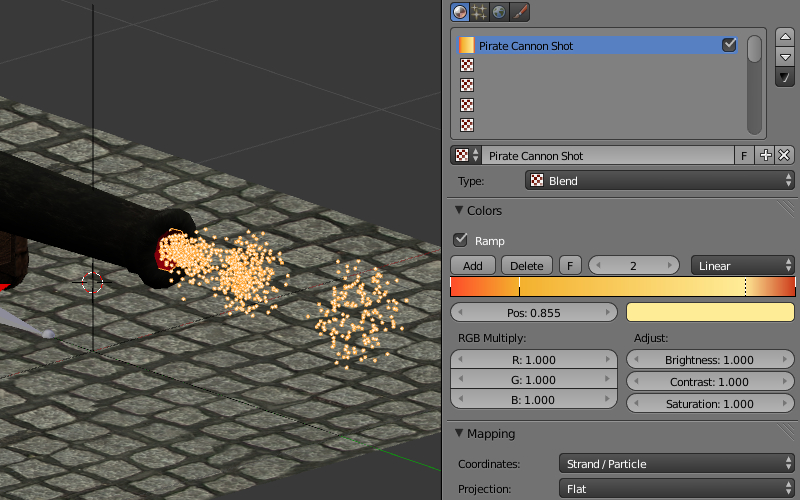 Pirate Cannon Shot
Pirate Cannon Shot F
Type: Blend
Colors
Ramp
Add Delete F 2 Linear
Pos: 0.855
RGB Multiply: Adjust:
R: 1.000 Brightness: 1.000
G: 1.000 Contrast: 1.000
B: 1.000 Saturation: 1.000
Mapping
Coordinates: Strand / Particle
Projection: Flat